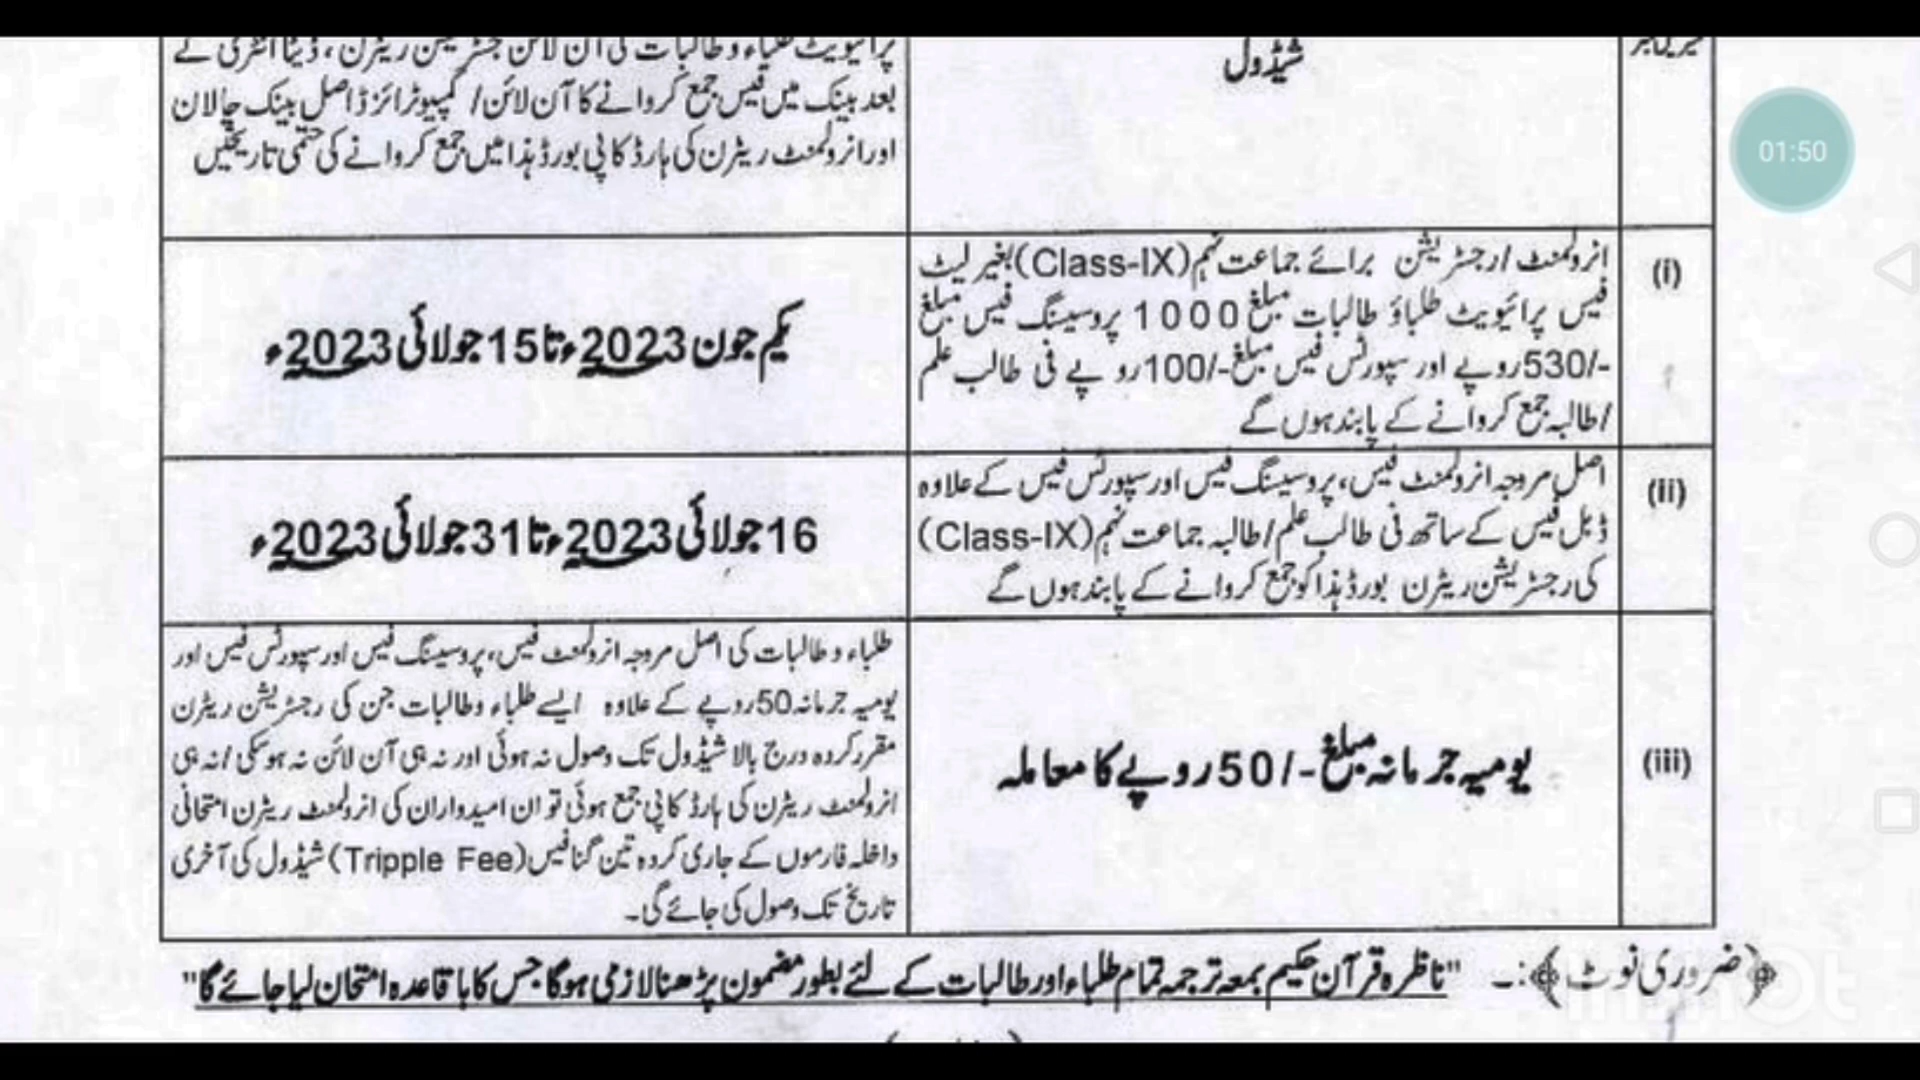 شیڈول
پرائیویٹ طلباء و طالبات کی آن لائن رجسٹریشن ریٹرن، ڈیٹا انٹری کے
بعد بینک میں فیس جمع کروانے کا آن لائن/ کمپیوٹرائزڈ اصل بینک چالان
اور انرولمنٹ ریٹرن کی ہارڈ کاپی بورڈ ہذا میں جمع کروانے کی حتمی تاریخیں
(i)
انرولمنٹ/رجسٹریشن برائے جماعت نہم(Class-IX)بغیر لیٹ
فیس پرائیویٹ طلباؤ طالبات مبلغ 1000 پروسیسنگ فیس مبلغ
530/-روپے اور سپورٹس فیس مبلغ-/100روپے فی طالب علم
/طالبہ جمع کروانے کے پابند ہوں گے
یکم جون 2023ء تا 15 جولائی 2023ء
(ii)
اصل مروجہ انرولمنٹ فیس، پروسیسنگ فیس اور سپورٹس فیس کے علاوہ
ڈبل فیس کے ساتھ فی طالب علم/طالبہ جماعت نہم(Class-IX)
کی رجسٹریشن ریٹرن بورڈ ہذا کو جمع کروانے کے پابند ہوں گے
16 جولائی 2023ء تا 31 جولائی 2023ء
(iii)
یومیہ جرمانہ مبلغ -/50 روپے کا معاملہ
طلباء و طالبات کی اصل مروجہ انرولمنٹ فیس، پروسیسنگ فیس اور سپورٹس فیس اور
یومیہ جرمانہ 50روپے کے علاوہ ایسے طلباء وطالبات جن کی رجسٹریشن ریٹرن
مقرر کردہ درج بالا شیڈول تک وصول نہ ہوئی اور نہ ہی آن لائن نہ ہو سکی/نہ ہی
انرولمنٹ ریٹرن کی ہارڈ کاپی جمع ہوئی تو ان امیدواران کی انرولمنٹ ریٹرن امتحانی
داخلہ فارموں کے جاری کردہ تین گنا فیس(Tripple Fee) شیڈول کی آخری
تاریخ تک وصول کی جائے گی۔
﴿ضروری نوٹ﴾:۔ "ناظرہ قرآن حکیم بمعہ ترجمہ تمام طلباء اور طالبات کے لئے بطور مضمون پڑھنا لازمی ہوگا جس کا باقاعدہ امتحان لیا جائے گا"
01:50